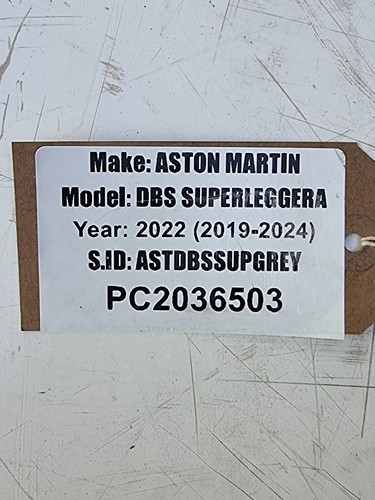 Make: ASTON MARTIN
Model: DBS SUPERLEGGERA
Year: 2022 (2019-2024)
S.ID: ASTDBSSUPGREY
PC2036503